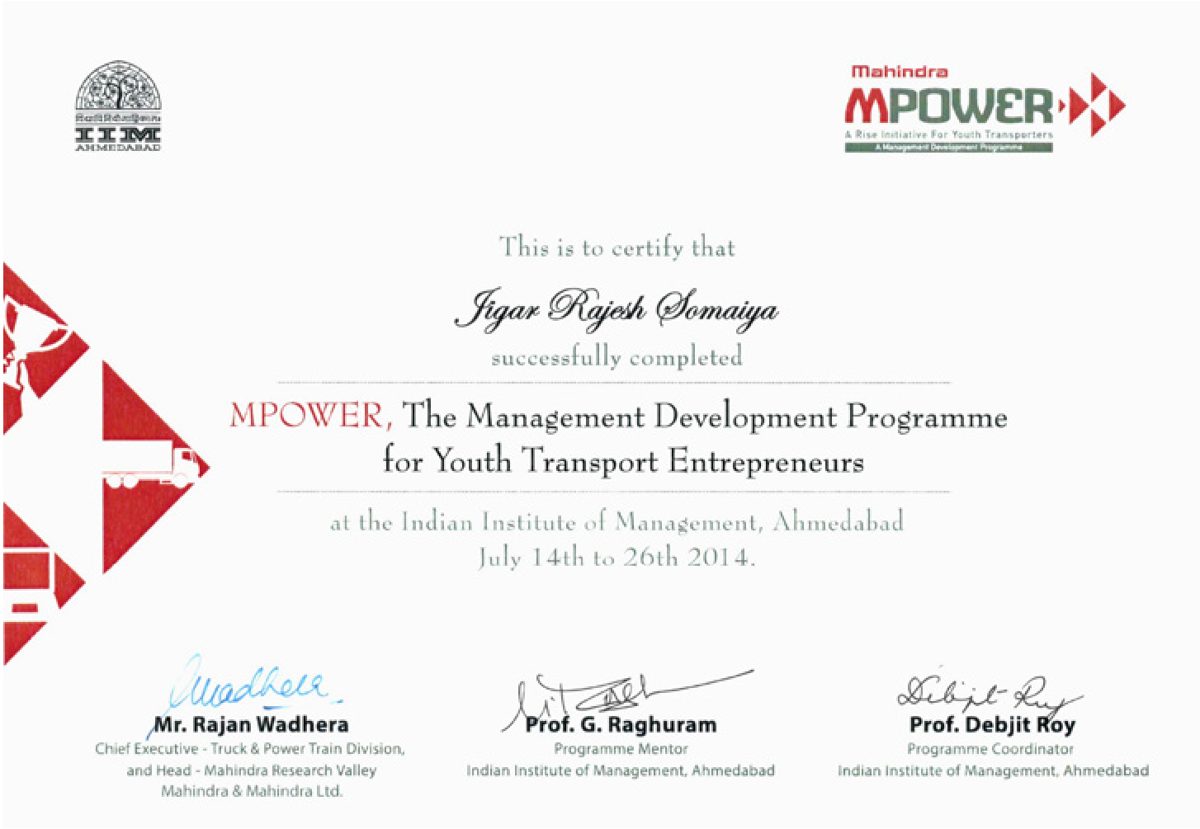 विद्याविनियोगाद्विकासः
IIM
AHMEDABAD
Mahindra
MPOWER
A Rise Initiative For Youth Transporters
A Management Development Programme
This is to certify that
Jigar Rajesh Somaiya
successfully completed
MPOWER, The Management Development Programme
for Youth Transport Entrepreneurs
at the Indian Institute of Management, Ahmedabad
July 14th to 26th 2014.
Mr. Rajan Wadhera Prof. G. Raghuram Prof. Debjit Roy
Chief Executive - Truck & Power Train Division, Programme Mentor Programme Coordinator
and Head - Mahindra Research Valley Indian Institute of Management, Ahmedabad Indian Institute of Management, Ahmedabad
Mahindra & Mahindra Ltd.